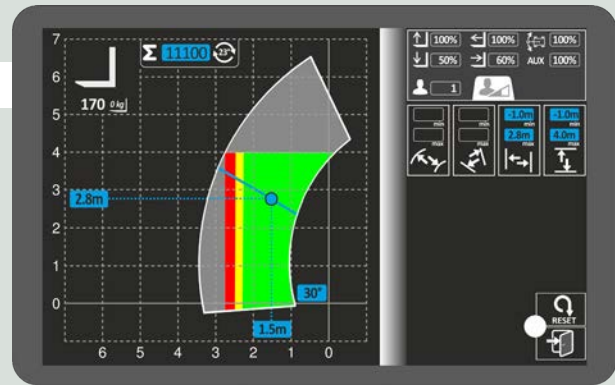 7
Σ 11100 23°
6
170 0 kg
5
4
3
2.8m
2
1
0
30°
1.5m
6 5 4 3 2 1 0
100% 100% 100%
50% 60% AUX 100%
1
-1.0m -1.0m
min min min min
2.8m 4.0m
max max max max
RESET